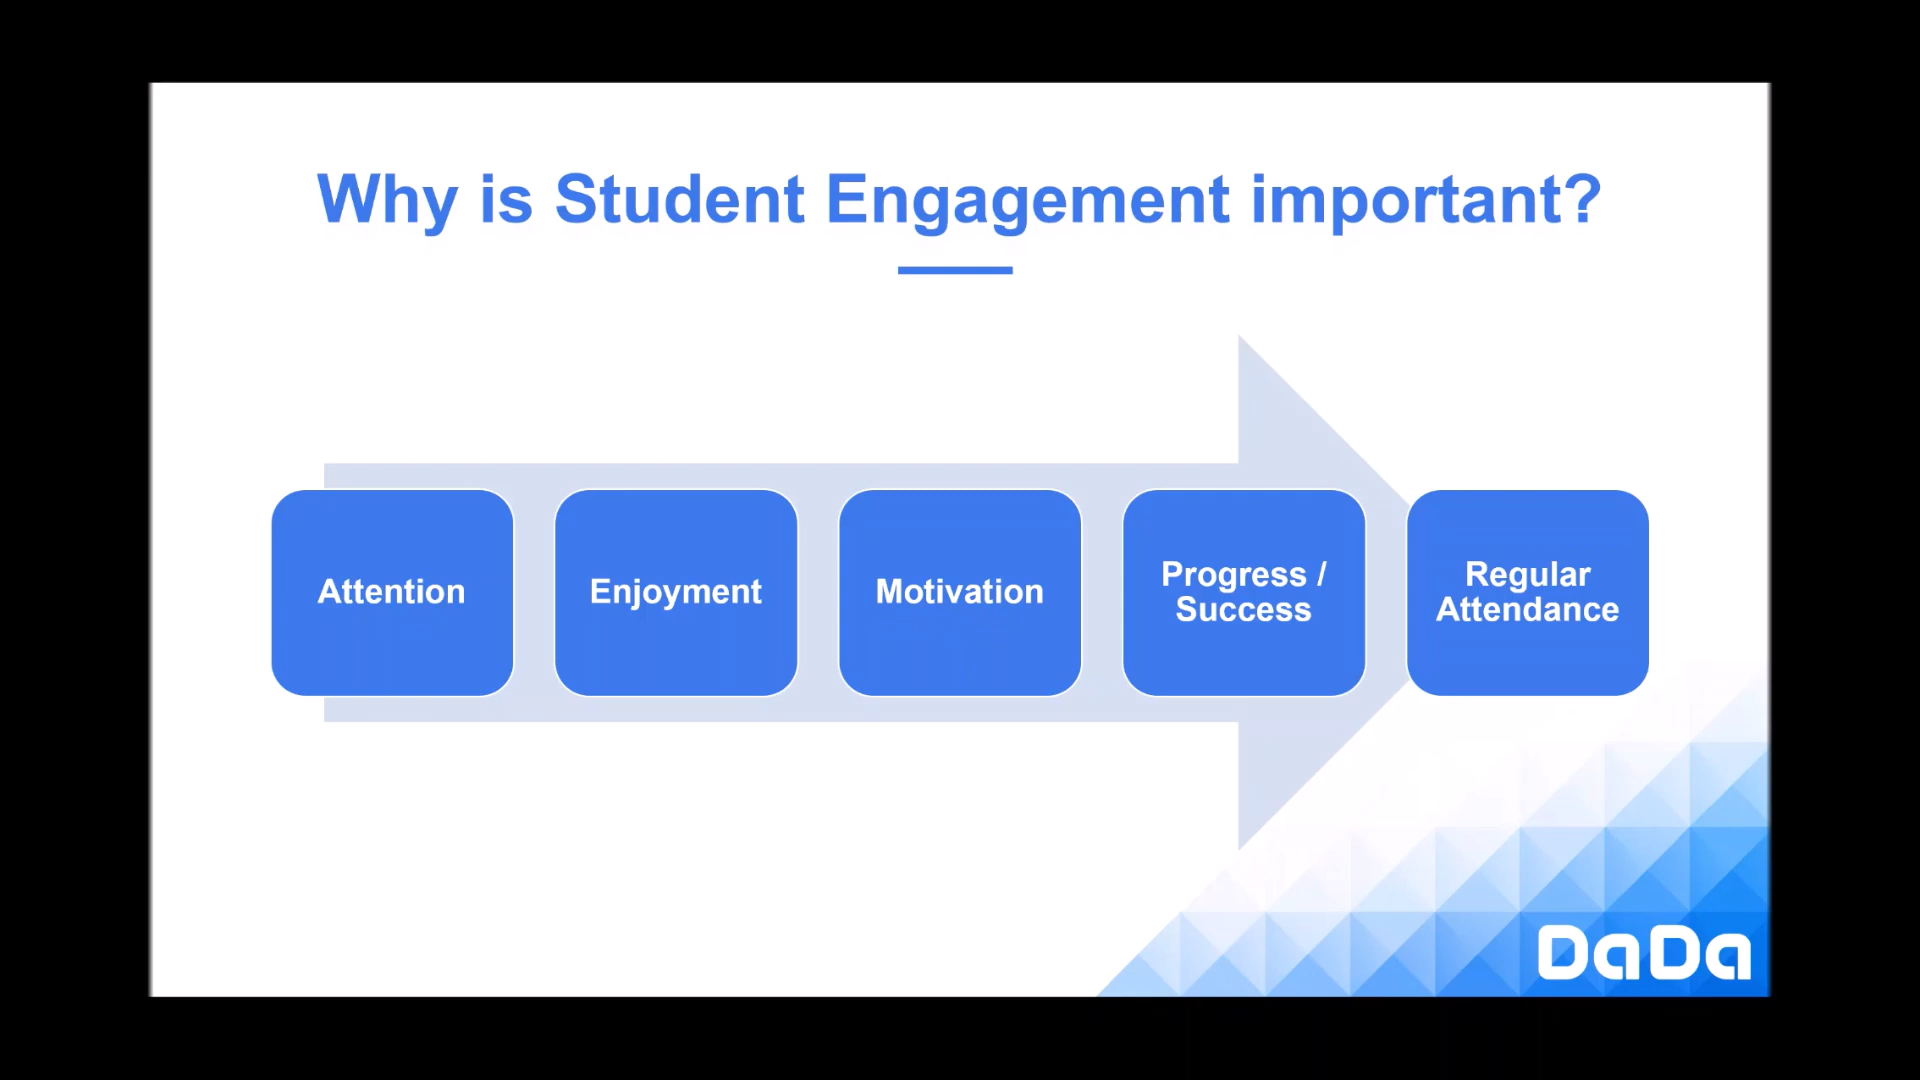 Why is Student Engagement important?
Attention
Enjoyment
Motivation
Progress /
Success
Regular
Attendance
DaDa